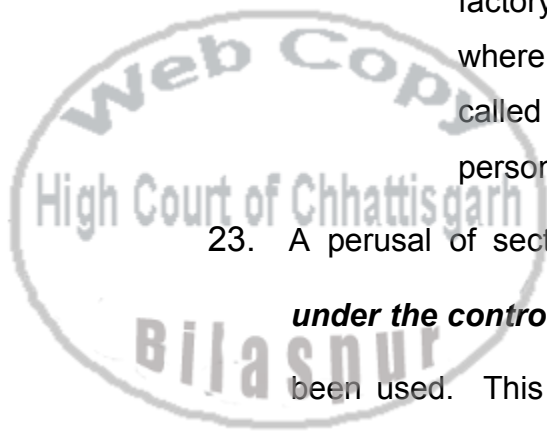 factory
where
called
person
23. A perusal of sect
under the contro
been used. This
Web Copy
High Court of Chhattisgarh
Bilaspur